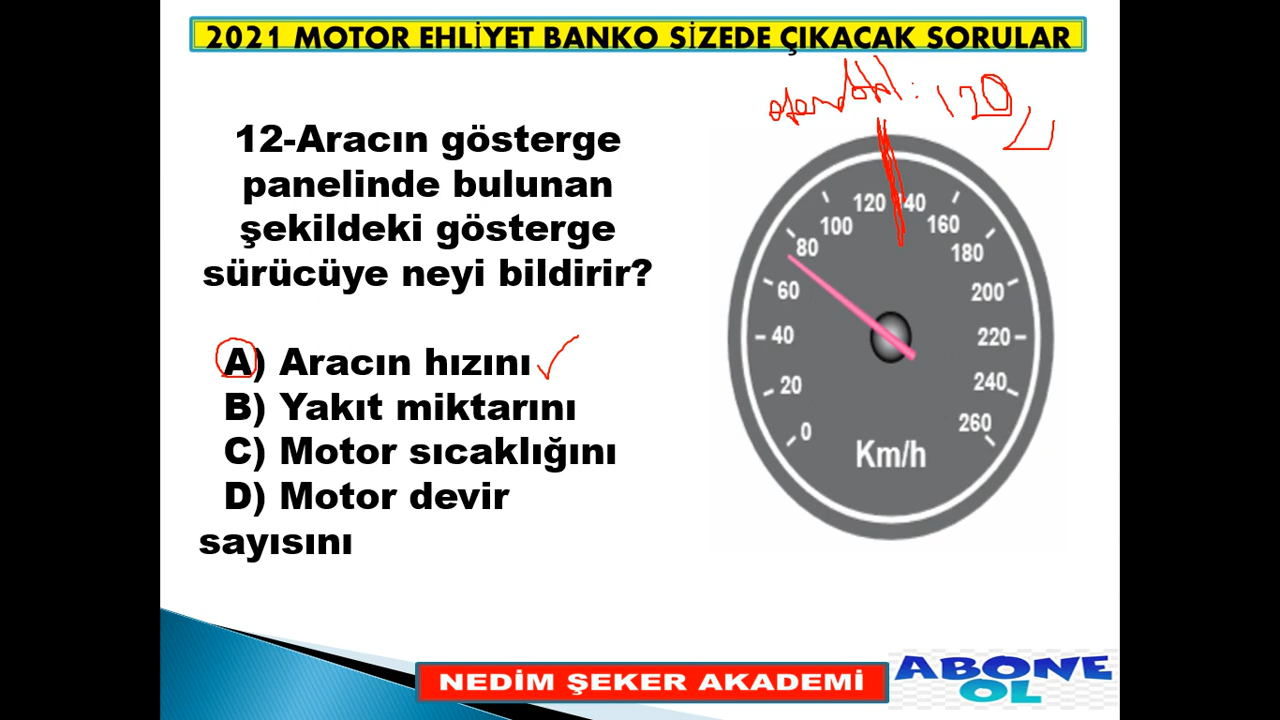 2021 MOTOR EHLİYET BANKO SİZEDE ÇIKACAK SORULAR
12-Aracın gösterge
panelinde bulunan
şekildeki gösterge
sürücüye neyi bildirir?
A) Aracın hızını
B) Yakıt miktarını
C) Motor sıcaklığını
D) Motor devir
sayısını
120
0
20
40
60
80
100
120
140
160
180
200
220
240
260
Km/h
NEDİM ŞEKER AKADEMİ
ABONE
OL